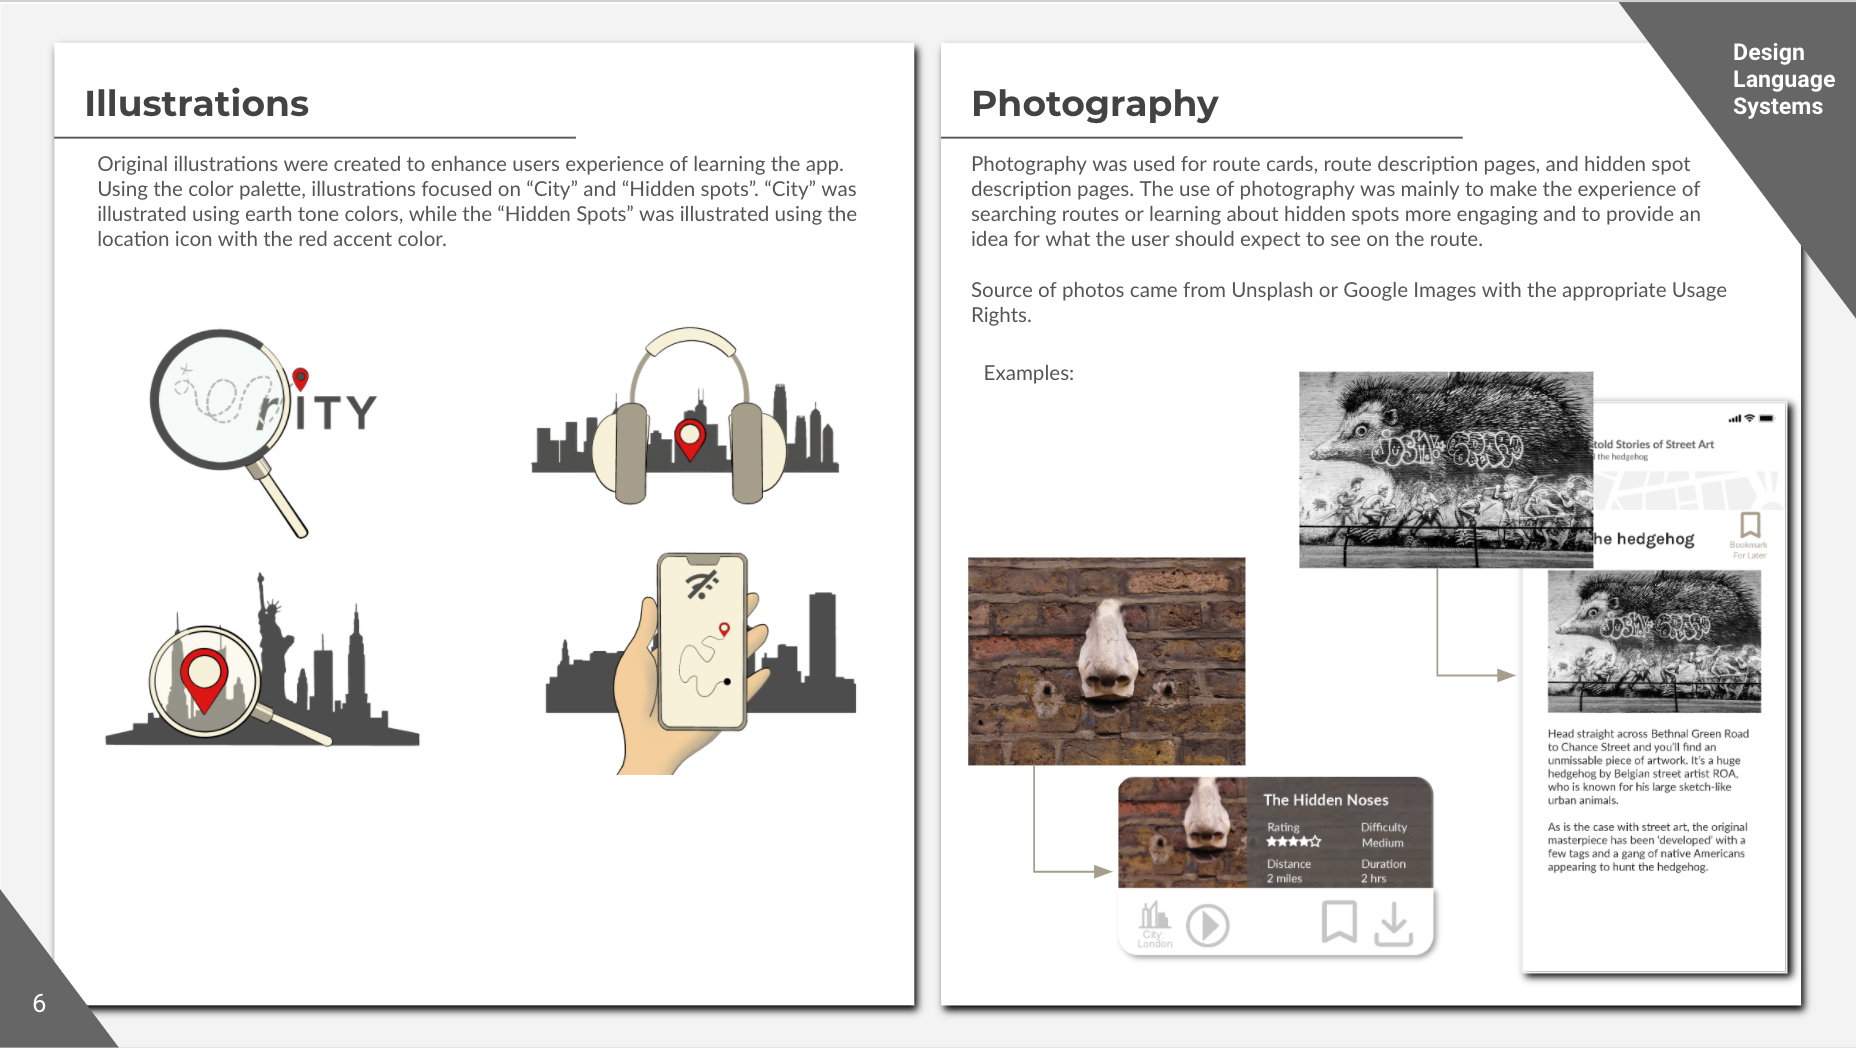 Design
Language
Systems
Illustrations
Original illustrations were created to enhance users experience of learning the app.
Using the color palette, illustrations focused on “City” and “Hidden spots”. “City” was
illustrated using earth tone colors, while the “Hidden Spots” was illustrated using the
location icon with the red accent color.
riTY
Photography
Photography was used for route cards, route description pages, and hidden spot
description pages. The use of photography was mainly to make the experience of
searching routes or learning about hidden spots more engaging and to provide an
idea for what the user should expect to see on the route.
Source of photos came from Unsplash or Google Images with the appropriate Usage
Rights.
Examples:
told Stories of Street Art
the hedgehog
he hedgehog
Bookmark
For Later
Head straight across Bethnal Green Road
to Chance Street and you’ll find an
unmissable piece of artwork. It’s a huge
hedgehog by Belgian street artist ROA,
who is known for his large sketch-like
urban animals.
As is the case with street art, the original
masterpiece has been ‘developed’ with a
few tags and a gang of native Americans
appearing to hunt the hedgehog.
The Hidden Noses
Rating
Difficulty
Medium
Distance
2 miles
Duration
2 hrs
City,
London
6